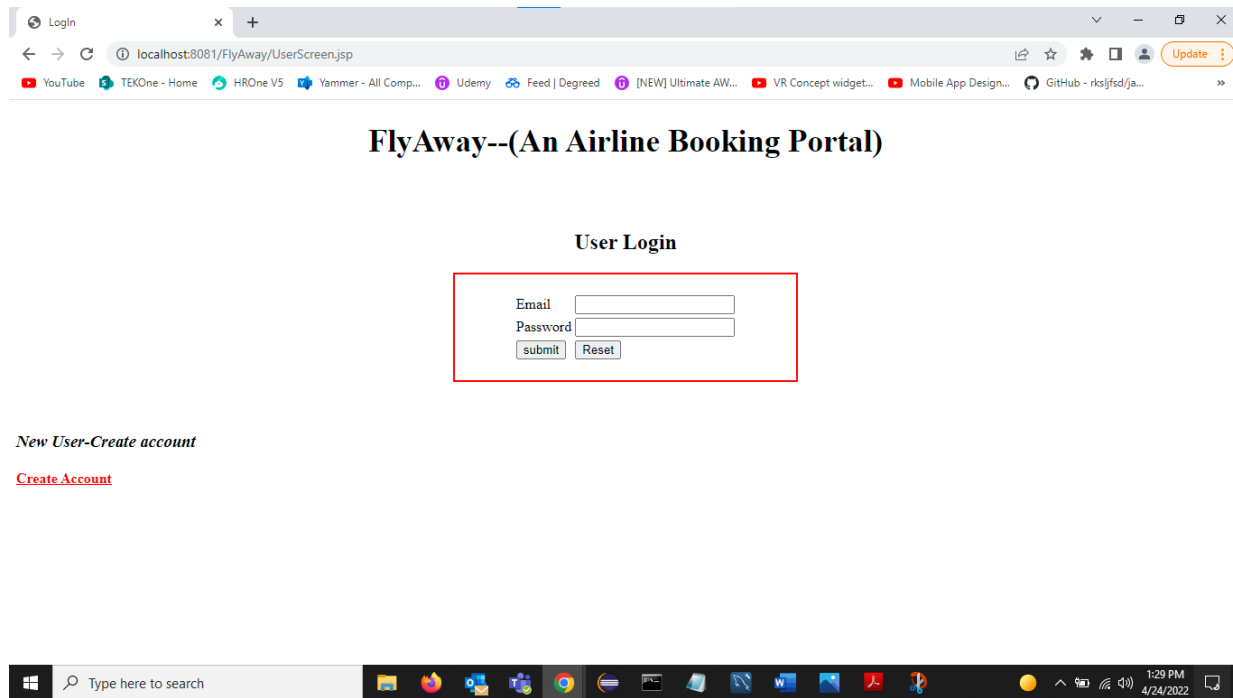 LogIn
localhost:8081/FlyAway/UserScreen.jsp
Update
YouTube TEKOne - Home HROne V5 Yammer - All Comp... Udemy Feed | Degreed [NEW] Ultimate AW... VR Concept widget... Mobile App Design... GitHub - rksljfsd/ja... »
FlyAway--(An Airline Booking Portal)
User Login
Email
Password
submit Reset
New User-Create account
Create Account
Type here to search
1:29 PM
4/24/2022